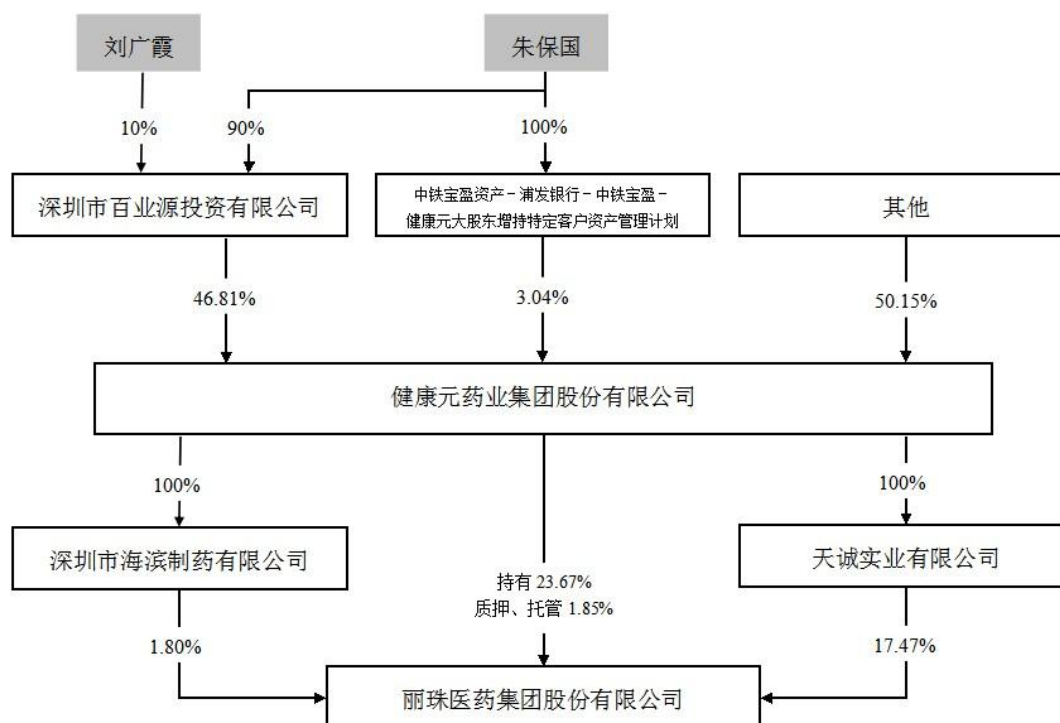 刘广霞
朱保国
10%
90%
100%
深圳市百业源投资有限公司
中铁宝盈资产－浦发银行－中铁宝盈－
健康元大股东增持特定客户资产管理计划
其他
46.81%
3.04%
50.15%
健康元药业集团股份有限公司
100%
100%
深圳市海滨制药有限公司
天诚实业有限公司
持有 23.67%
质押、托管 1.85%
1.80%
17.47%
丽珠医药集团股份有限公司